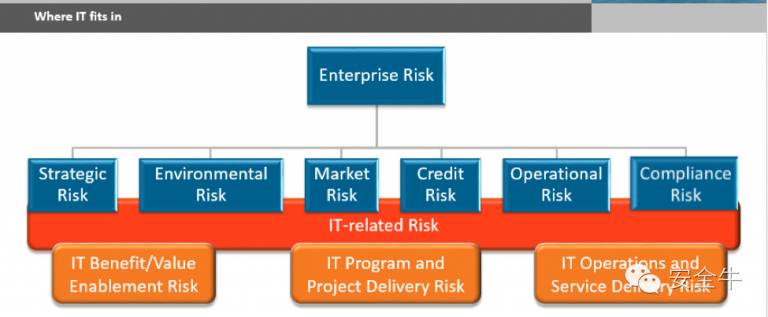 Where IT fits in
Enterprise Risk
Strategic
Risk
Environmental
Risk
Market
Risk
Credit
Risk
Operational
Risk
Compliance
Risk
IT-related Risk
IT Benefit/Value
Enablement Risk
IT Program and
Project Delivery Risk
IT Operations and
Service Delivery Risk
安全牛